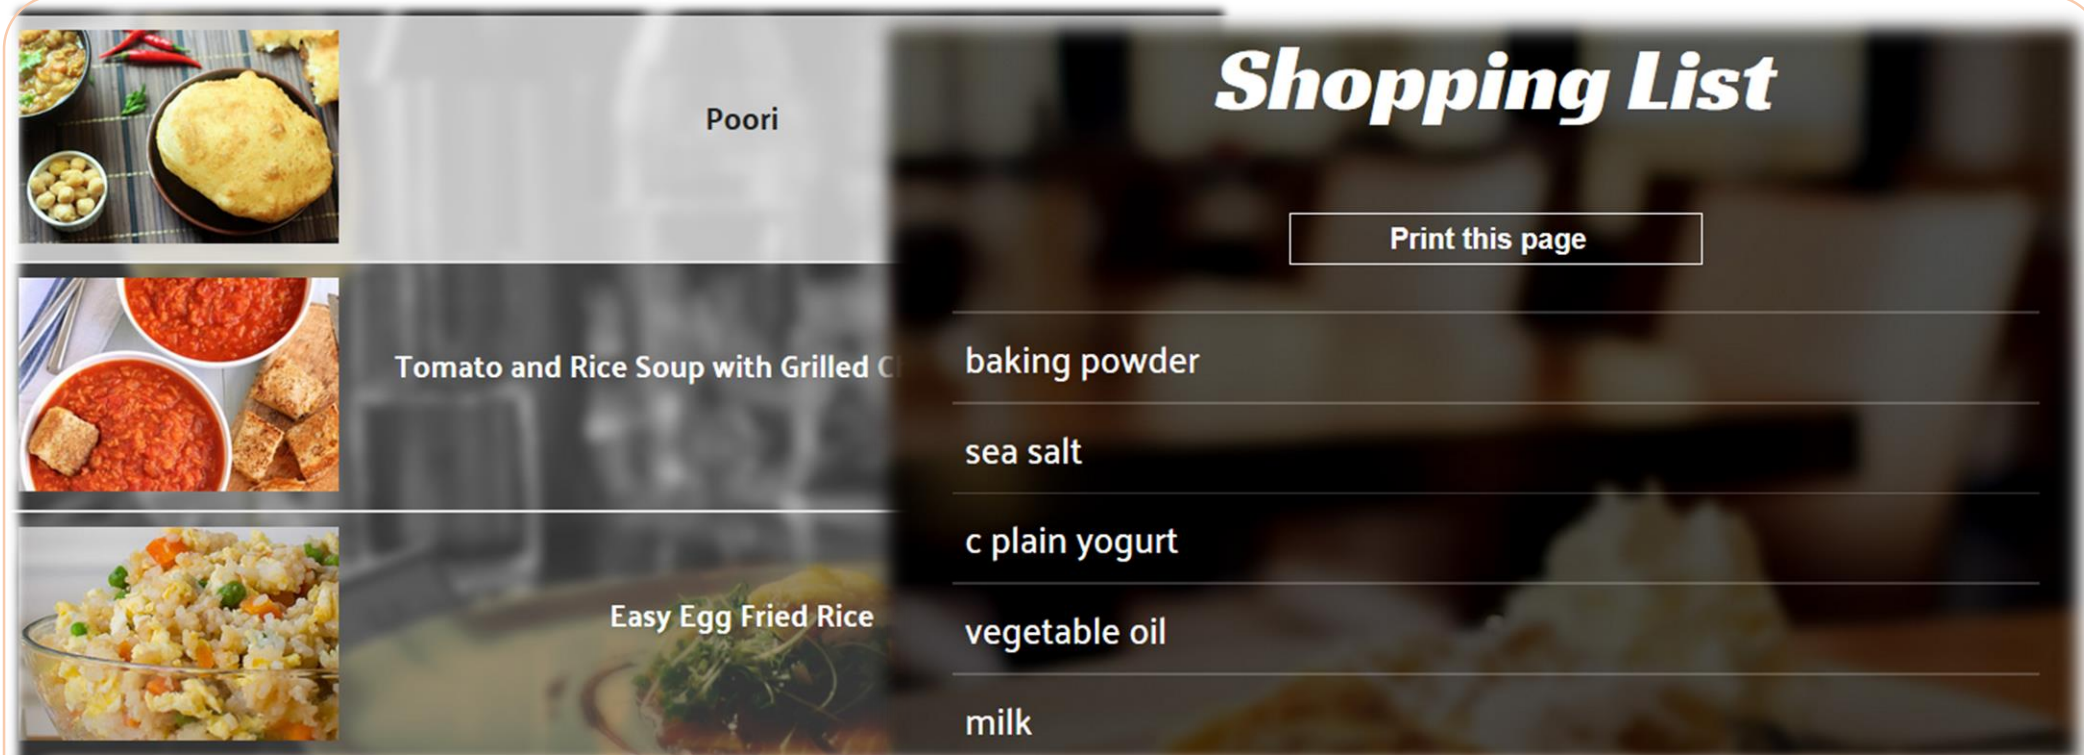 Poori
Tomato and Rice Soup with Grilled
Easy Egg Fried Rice
Shopping List
Print this page
baking powder
sea salt
c plain yogurt
vegetable oil
milk